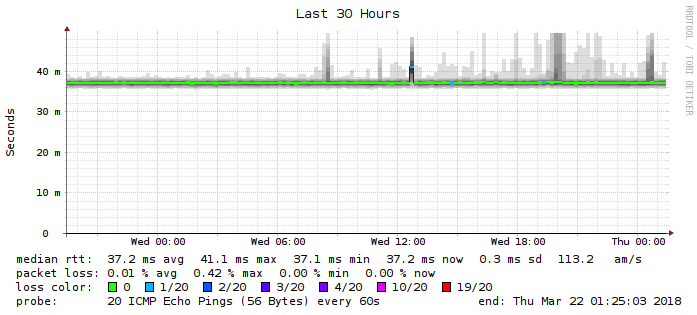 Last 30 Hours
RRDTOOL / TOBI OETIKER
Seconds
40 m
30 m
20 m
10 m
0
Wed 00:00 Wed 06:00 Wed 12:00 Wed 18:00 Thu 00:00
median rtt: 37.2 ms avg 41.1 ms max 37.1 ms min 37.2 ms now 0.3 ms sd 113.2 am/s
packet loss: 0.01 % avg 0.42 % max 0.00 % min 0.00 % now
loss color: 0 1/20 2/20 3/20 4/20 10/20 19/20
probe: 20 ICMP Echo Pings (56 Bytes) every 60s end: Thu Mar 22 01:25:03 2018